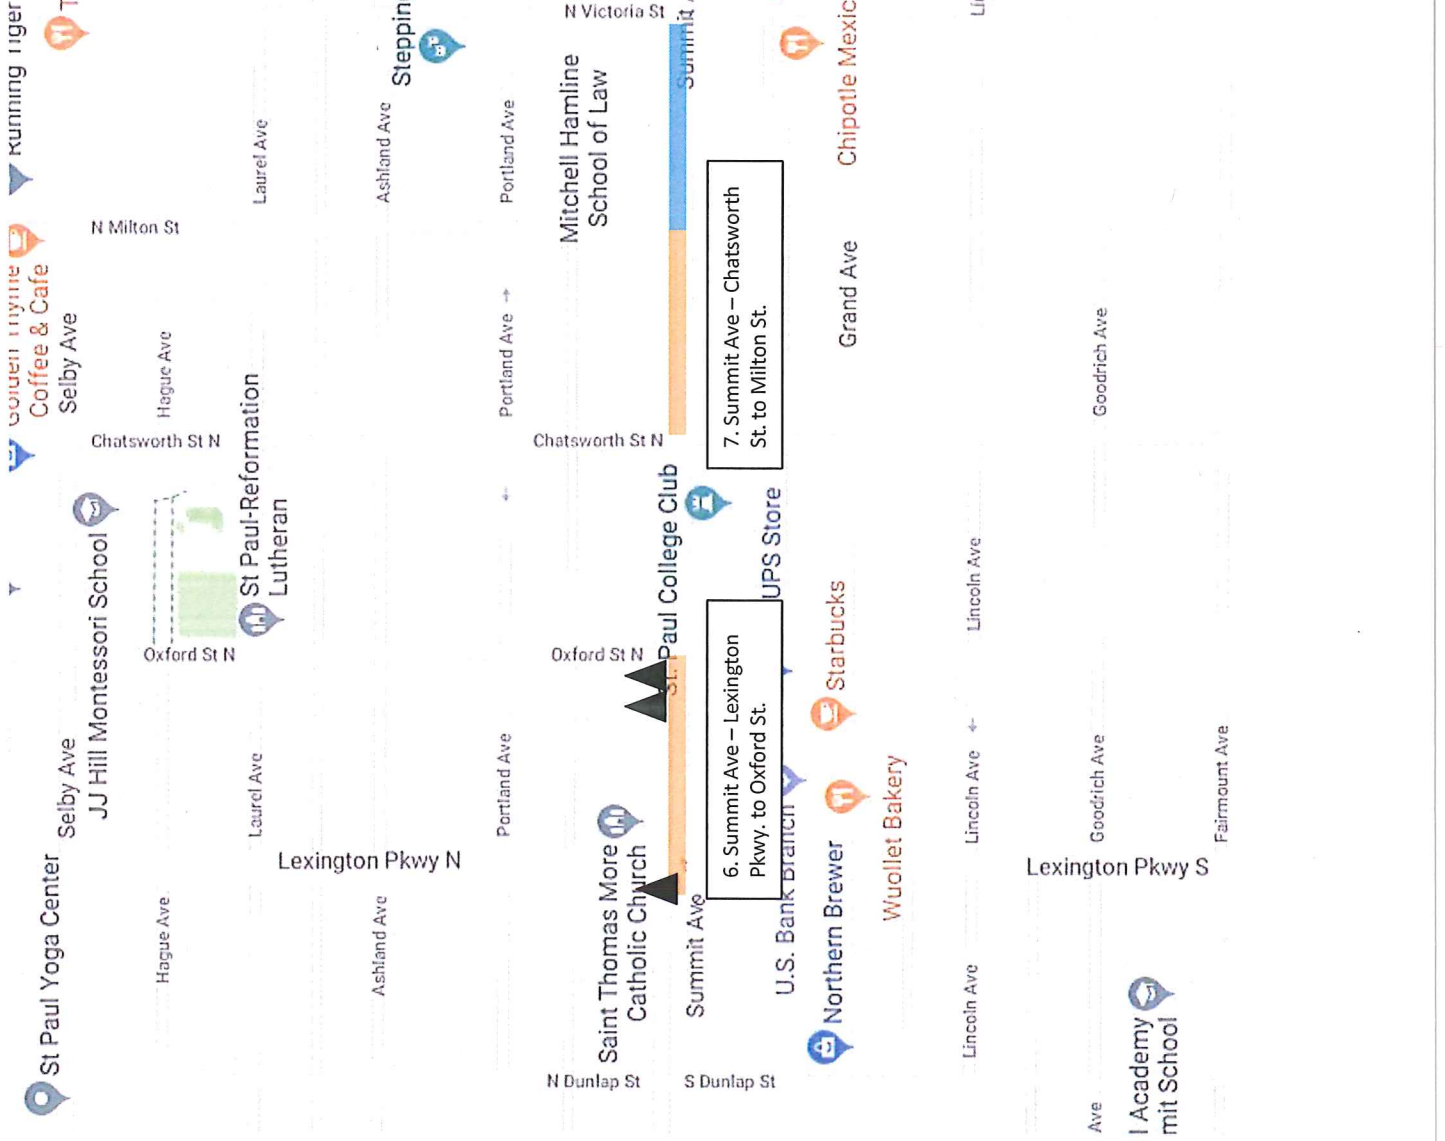 Running Tiger
N Victoria St
Summit
Steppin
Chipotle Mexic
Laurel Ave
Ashland Ave
Portland Ave
Mitchell Hamline
School of Law
N Milton St
Golden Thyme
Coffee & Cafe
Selby Ave
Hague Ave
Portland Ave →
Grand Ave
Goodrich Ave
7. Summit Ave – Chatsworth
St. to Milton St.
Chatsworth St N
Chatsworth St N
JJ Hill Montessori School
St Paul-Reformation
Lutheran
←
St. Paul College Club
UPS Store
Lincoln Ave
Oxford St N
Oxford St N
Starbucks
6. Summit Ave – Lexington
Pkwy. to Oxford St.
Selby Ave
Laurel Ave
Portland Ave
Saint Thomas More
Catholic Church
U.S. Bank Branch
Wuollet Bakery
Lincoln Ave ←
Goodrich Ave
Fairmount Ave
Lexington Pkwy N
Lexington Pkwy S
St Paul Yoga Center
Hague Ave
Ashland Ave
Summit Ave
Northern Brewer
Lincoln Ave
N Dunlap St
S Dunlap St
Ave
l Academy
mit School